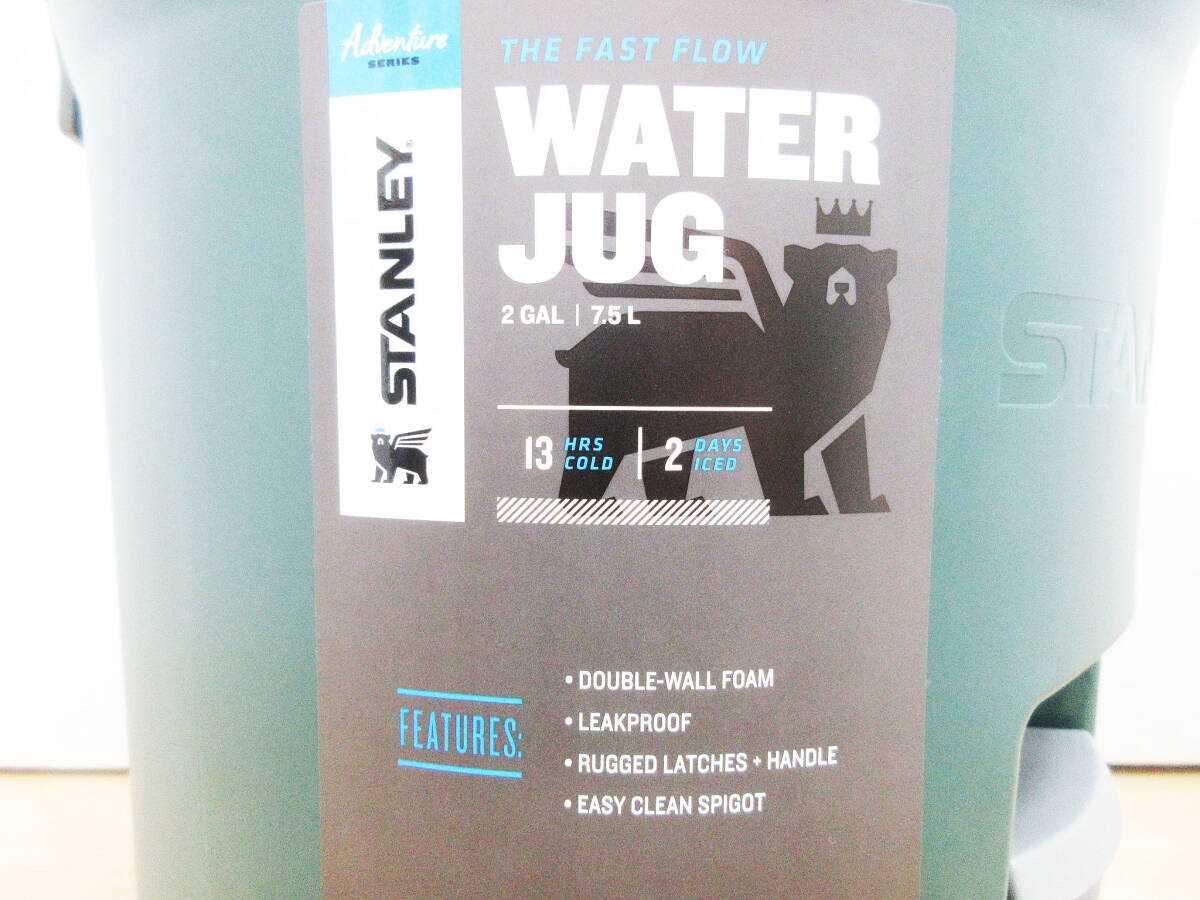 Adventure
SERIES
STANLEY®
THE FAST FLOW
WATER
JUG
2 GAL | 7.5 L
13 HRS COLD | 2 DAYS ICED
FEATURES:
• DOUBLE-WALL FOAM
• LEAKPROOF
• RUGGED LATCHES + HANDLE
• EASY CLEAN SPIGOT
STAN